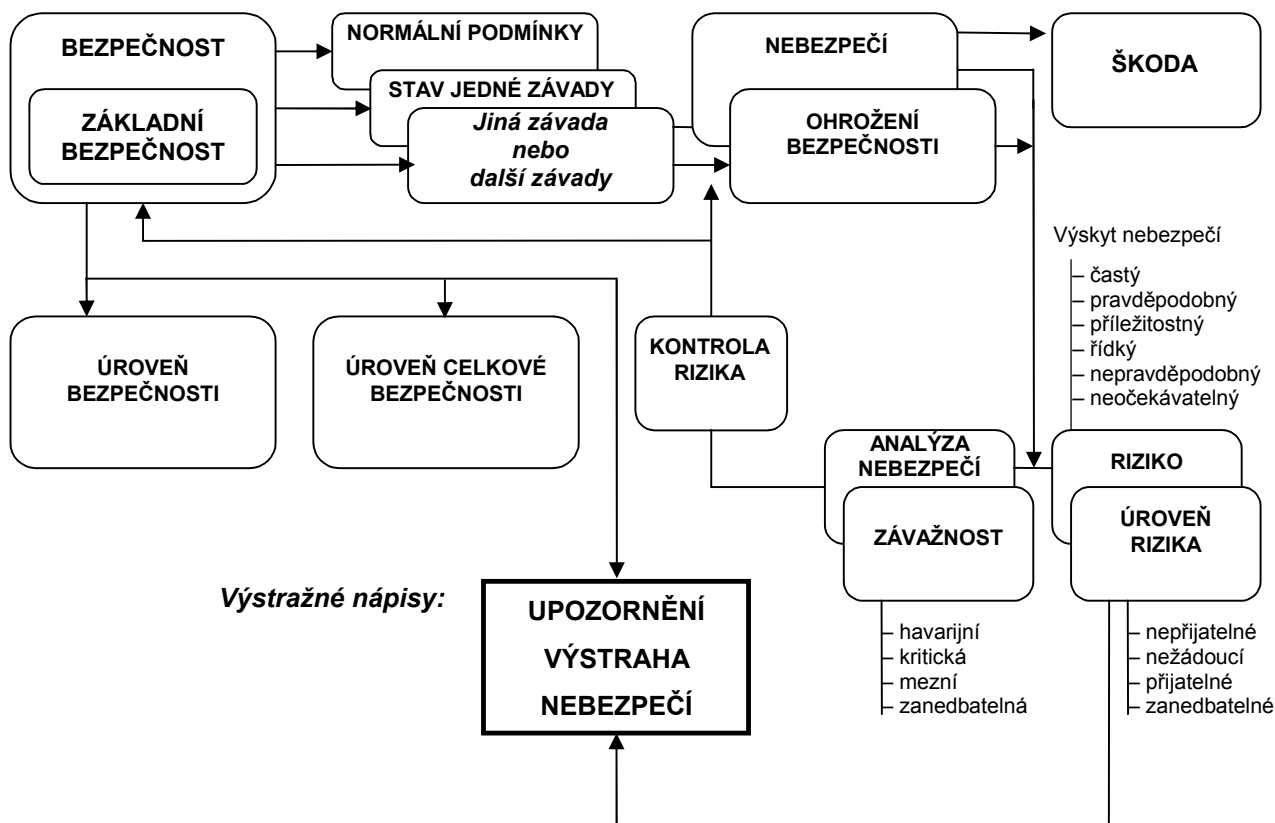 BEZPEČNOST
ZÁKLADNÍ
BEZPEČNOST
NORMÁLNÍ PODMÍNKY
STAV JEDNÉ ZÁVADY
Jiná závada
nebo
další závady
NEBEZPEČÍ
OHROŽENÍ
BEZPEČNOSTI
ŠKODA
Výskyt nebezpečí
– častý
– pravděpodobný
– příležitostný
– řídký
– nepravděpodobný
– neočekávatelný
ÚROVEŇ
BEZPEČNOSTI
ÚROVEŇ CELKOVÉ
BEZPEČNOSTI
KONTROLA
RIZIKA
ANALÝZA
NEBEZPEČÍ
ZÁVAŽNOST
RIZIKO
ÚROVEŇ
RIZIKA
Výstražné nápisy:
UPOZORNĚNÍ
VÝSTRAHA
NEBEZPEČÍ
– havarijní
– kritická
– mezní
– zanedbatelná
– nepřijatelné
– nežádoucí
– přijatelné
– zanedbatelné